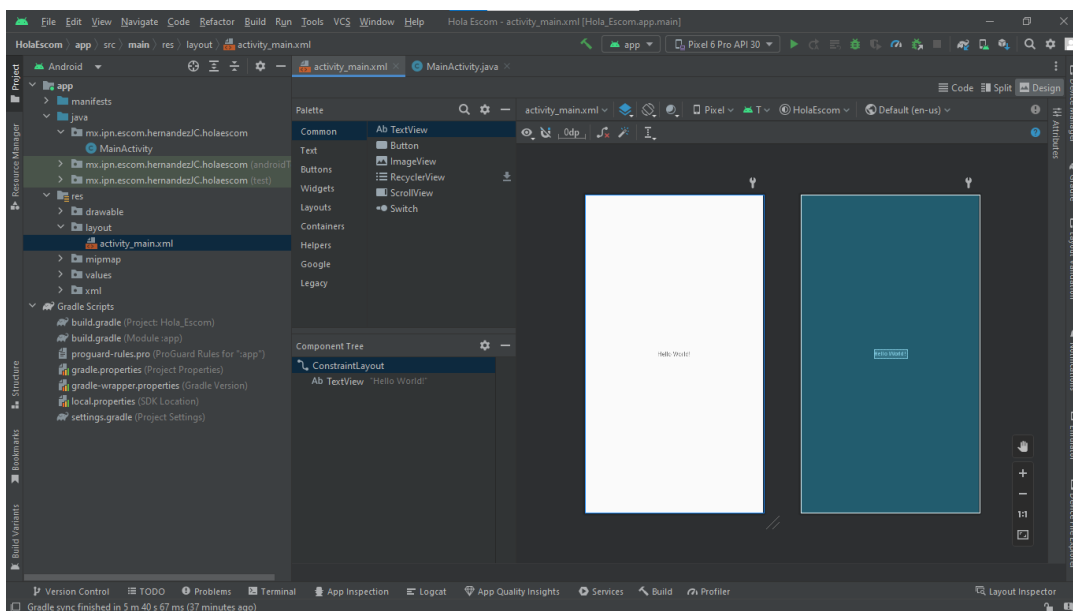 File Edit View Navigate Code Refactor Build Run Tools VCS Window Help Hola Escom - activity_main.xml [Hola_Escom.app.main]
HolaEscom app src main res layout activity_main.xml app Pixel 6 Pro API 30
Project
Resource Manager
Structure
Bookmarks
Build Variants
Android
app
manifests
java
mx.ipn.escom.hernandezJC.holaescom
MainActivity
mx.ipn.escom.hernandezJC.holaescom (androidT
mx.ipn.escom.hernandezJC.holaescom (test)
res
drawable
layout
activity_main.xml
mipmap
values
xml
Gradle Scripts
build.gradle (Project: Hola_Escom)
build.gradle (Module :app)
proguard-rules.pro (ProGuard Rules for ":app")
gradle.properties (Project Properties)
gradle-wrapper.properties (Gradle Version)
local.properties (SDK Location)
settings.gradle (Project Settings)
activity_main.xml MainActivity.java
Code Split Design
Palette
Common
Text
Buttons
Widgets
Layouts
Containers
Helpers
Google
Legacy
Ab TextView
Button
ImageView
RecyclerView
ScrollView
Switch
Component Tree
ConstraintLayout
Ab TextView "Hello World!"
activity_main.xml Pixel T HolaEscom Default (en-us)
0dp
Hello World!
Hello World!
1:1
Attributes
Version Control TODO Problems Terminal App Inspection Logcat App Quality Insights Services Build Profiler Layout Inspector
Gradle sync finished in 5 m 40 s 67 ms (37 minutes ago)